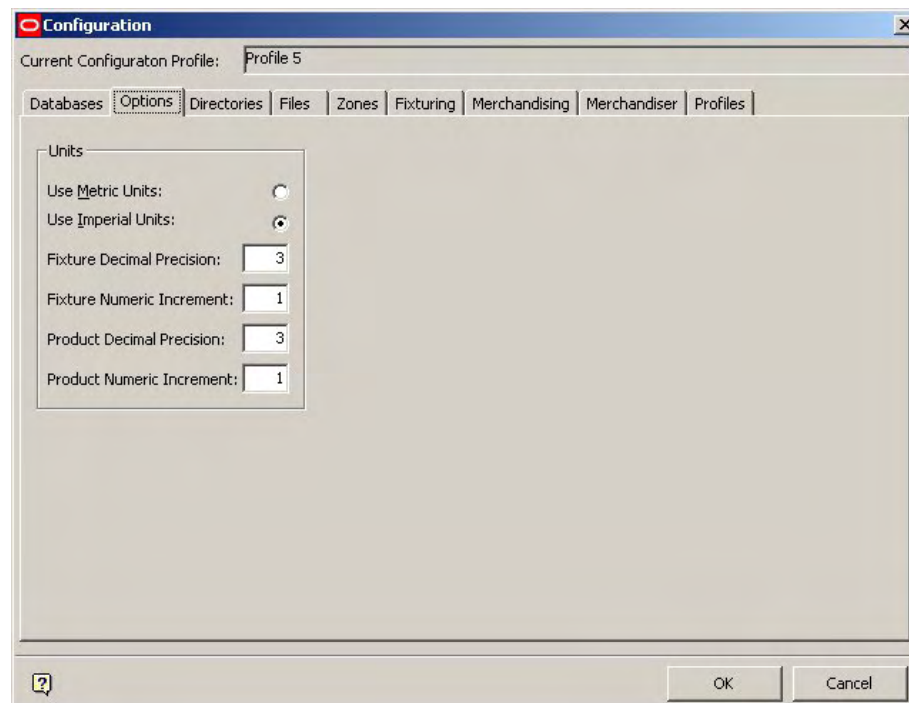 Configuration
Current Configuraton Profile: Profile 5
Databases Options Directories Files Zones Fixturing Merchandising Merchandiser Profiles
Units
Use Metric Units:
Use Imperial Units:
Fixture Decimal Precision: 3
Fixture Numeric Increment: 1
Product Decimal Precision: 3
Product Numeric Increment: 1
OK Cancel